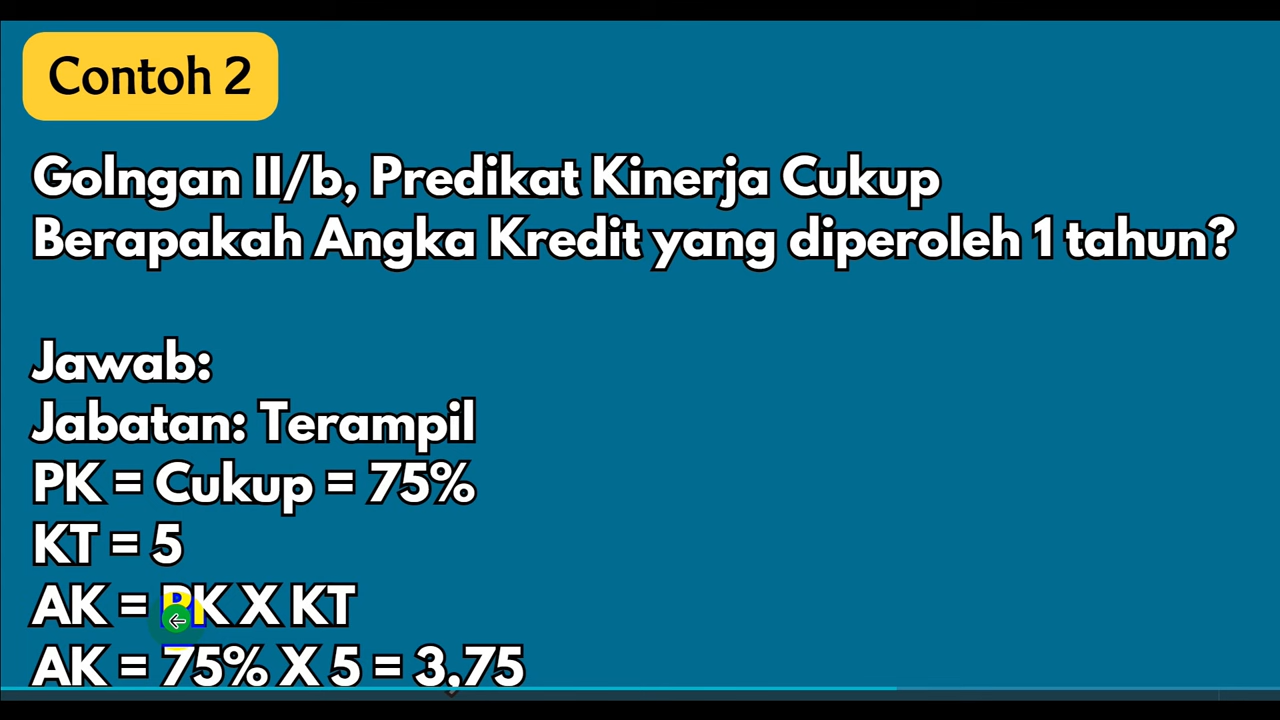 Contoh 2
Golngan II/b, Predikat Kinerja Cukup
Berapakah Angka Kredit yang diperoleh 1 tahun?
Jawab:
Jabatan: Terampil
PK = Cukup = 75%
KT = 5
AK = PK X KT
AK = 75% X 5 = 3,75